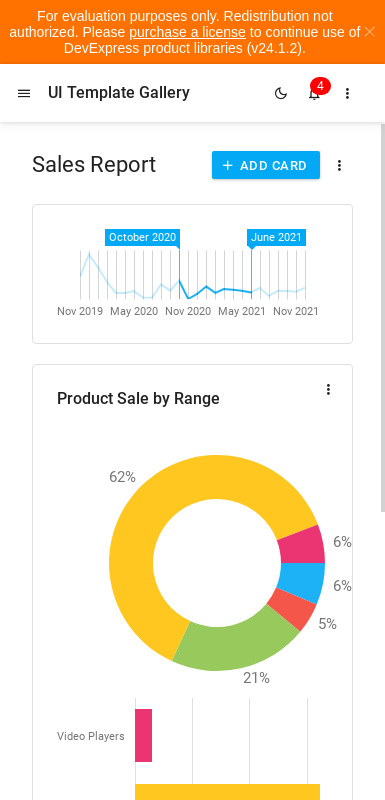 For evaluation purposes only. Redistribution not
authorized. Please purchase a license to continue use of
DevExpress product libraries (v24.1.2).
UI Template Gallery
4
Sales Report
ADD CARD
October 2020
June 2021
Nov 2019 May 2020 Nov 2020 May 2021 Nov 2021
Product Sale by Range
62%
6%
6%
5%
21%
Video Players